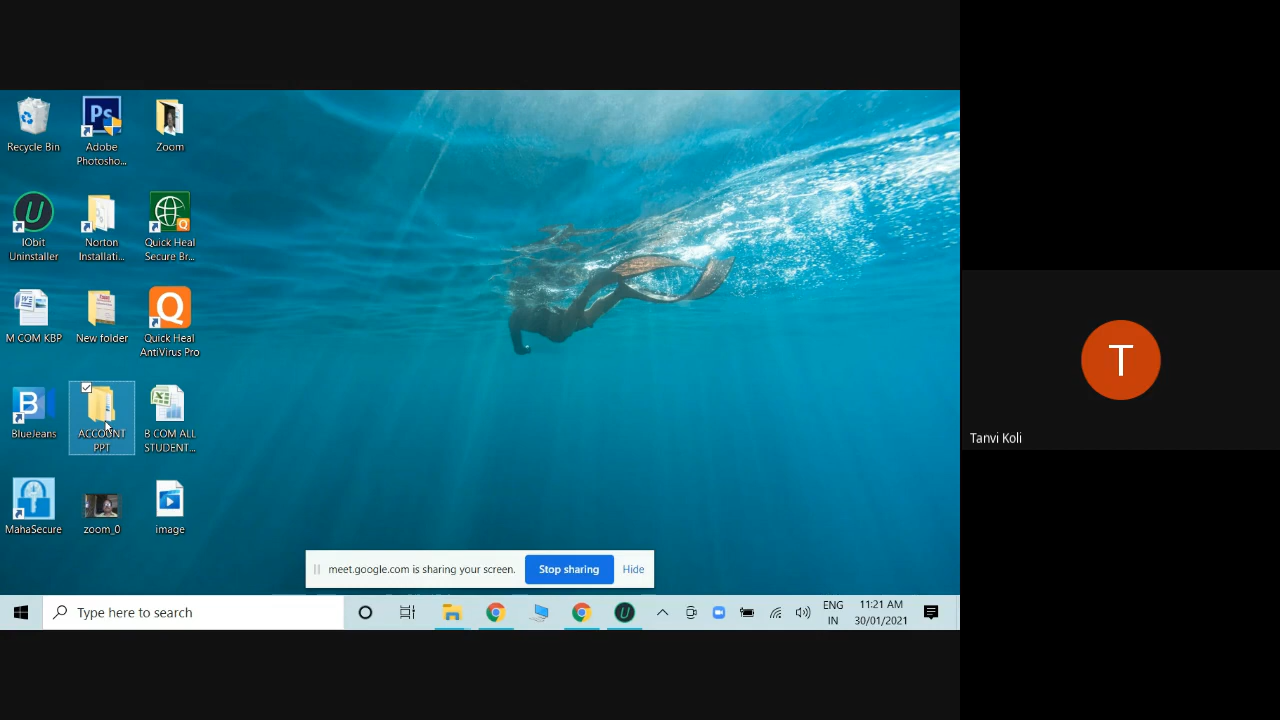 Recycle Bin
Adobe
Photosho...
Zoom
Ps
U
IObit
Uninstaller
Norton
Installati...
Quick Heal
Secure Br...
M COM KBP
New folder
Q
Quick Heal
AntiVirus Pro
B
BlueJeans
ACCOUNT
PPT
B COM ALL
STUDENT...
MahaSecure
zoom_0
image
meet.google.com is sharing your screen.
Stop sharing
Hide
Type here to search
U
ENG
IN
11:21 AM
30/01/2021
T
Tanvi Koli